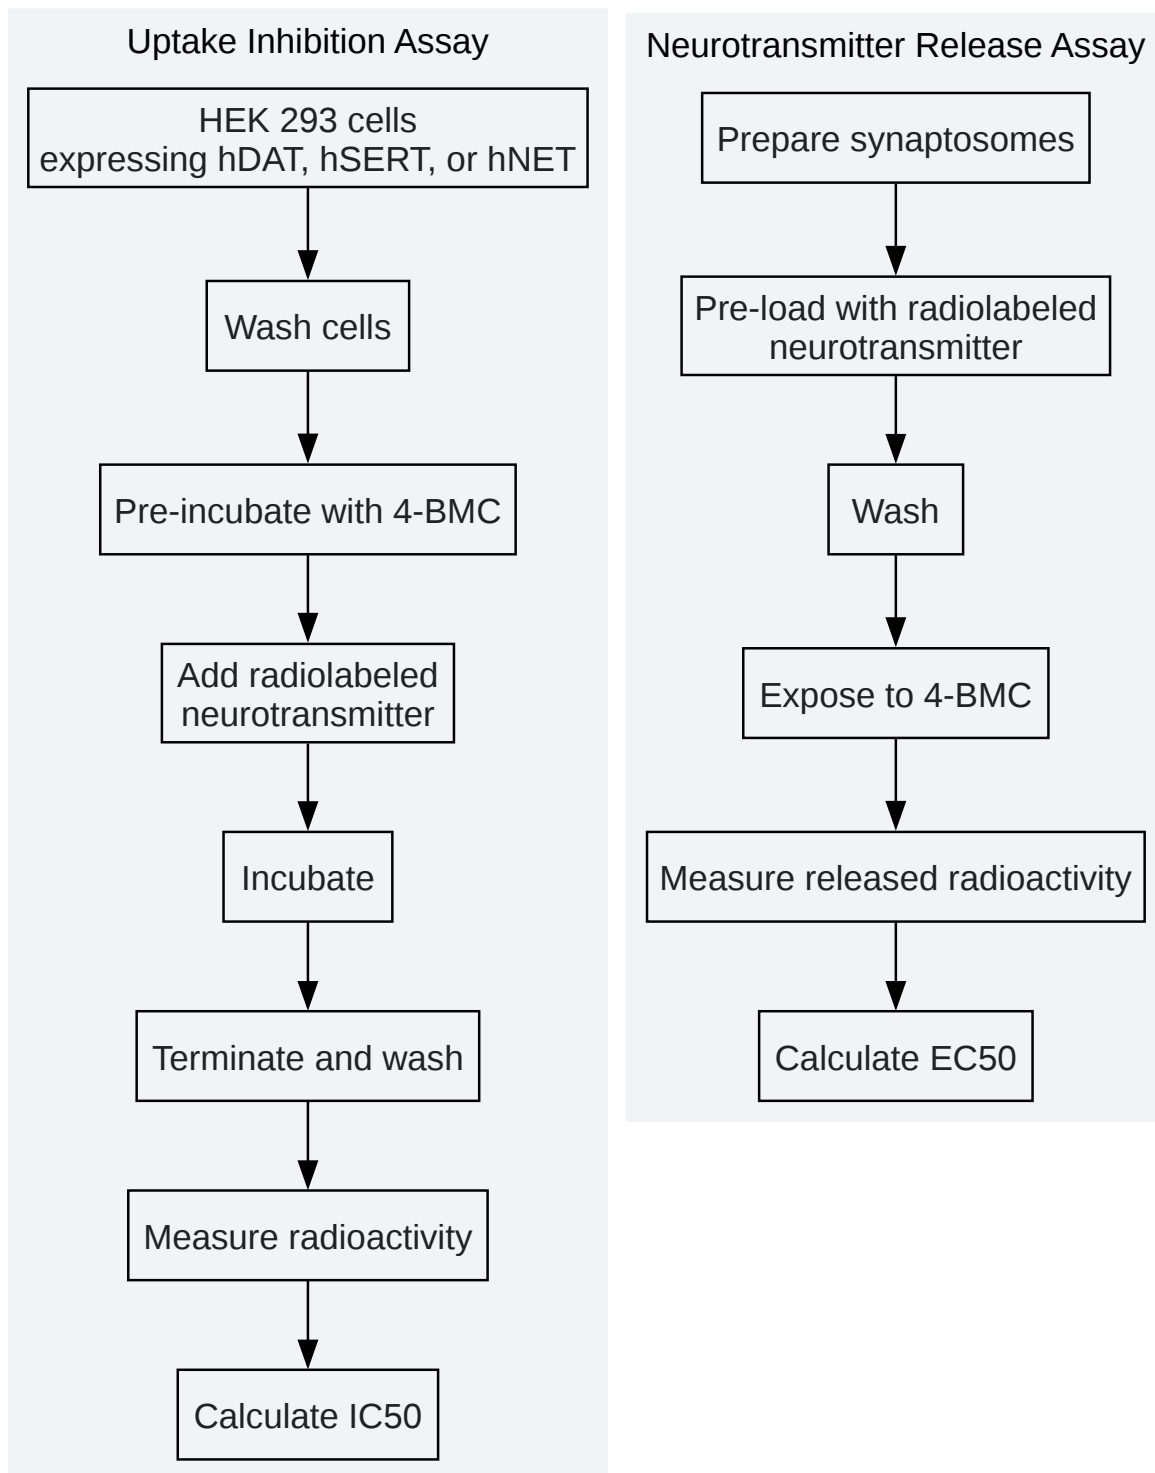 Uptake Inhibition Assay
HEK 293 cells
expressing hDAT, hSERT, or hNET
Wash cells
Pre-incubate with 4-BMC
Add radiolabeled
neurotransmitter
Incubate
Terminate and wash
Measure radioactivity
Calculate IC50
Neurotransmitter Release Assay
Prepare synaptosomes
Pre-load with radiolabeled
neurotransmitter
Wash
Expose to 4-BMC
Measure released radioactivity
Calculate EC50